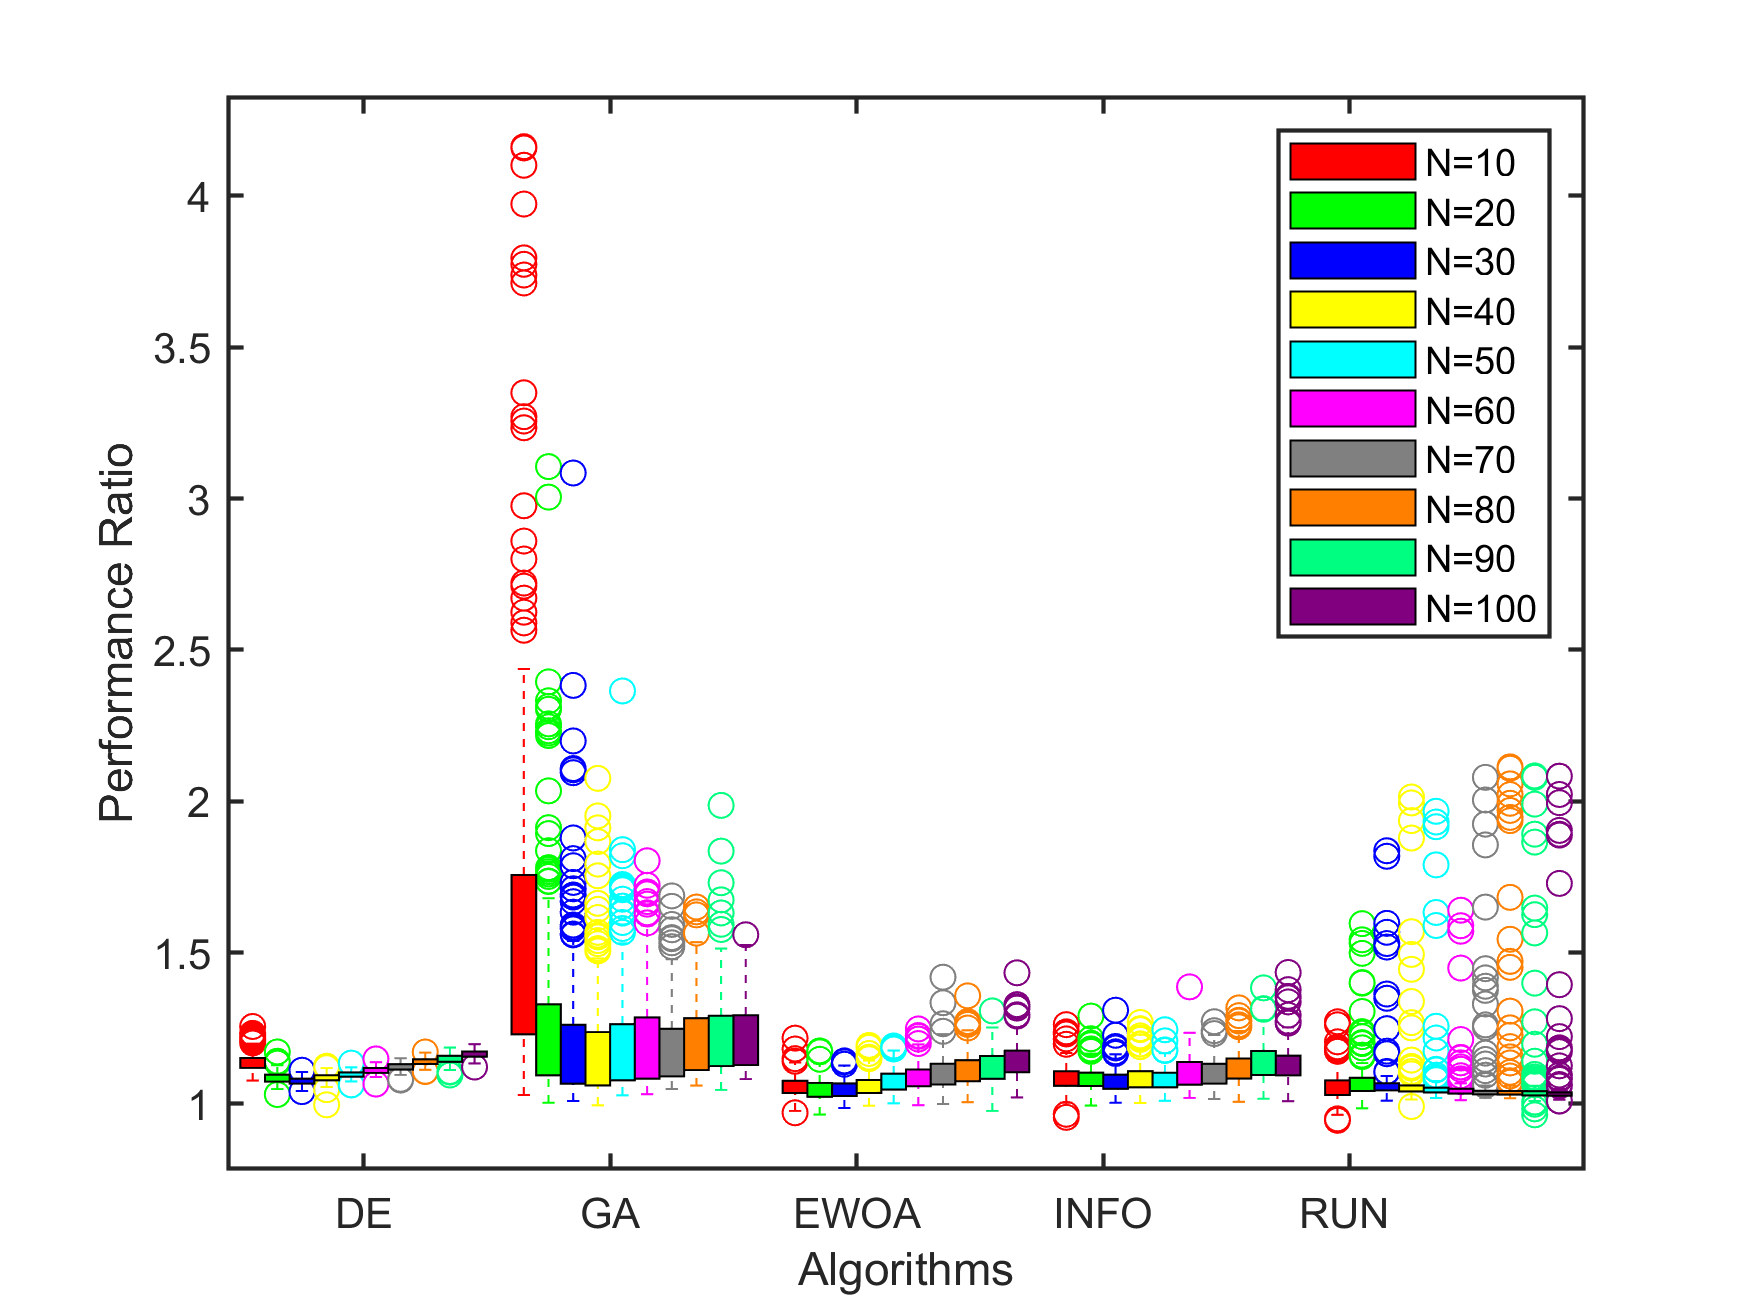 4
3.5
3
2.5
2
1.5
1
Performance Ratio
N=10
N=20
N=30
N=40
N=50
N=60
N=70
N=80
N=90
N=100
DE GA EWOA INFO RUN
Algorithms